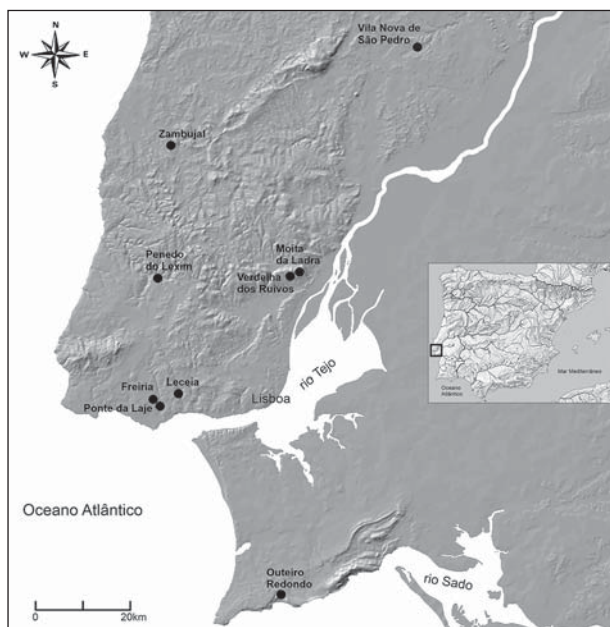 N
W E
S
Vila Nova de
São Pedro
Zambujal
Moita
da Ladra
Penedo
do Lexim
Verdelha
dos Ruivos
rio Tejo
Mar Mediterrâneo
Oceano
Atlântico
Freiria
Leceia
Lisboa
Ponte da Laje
Oceano Atlântico
rio Sado
Outeiro
Redondo
0
20km